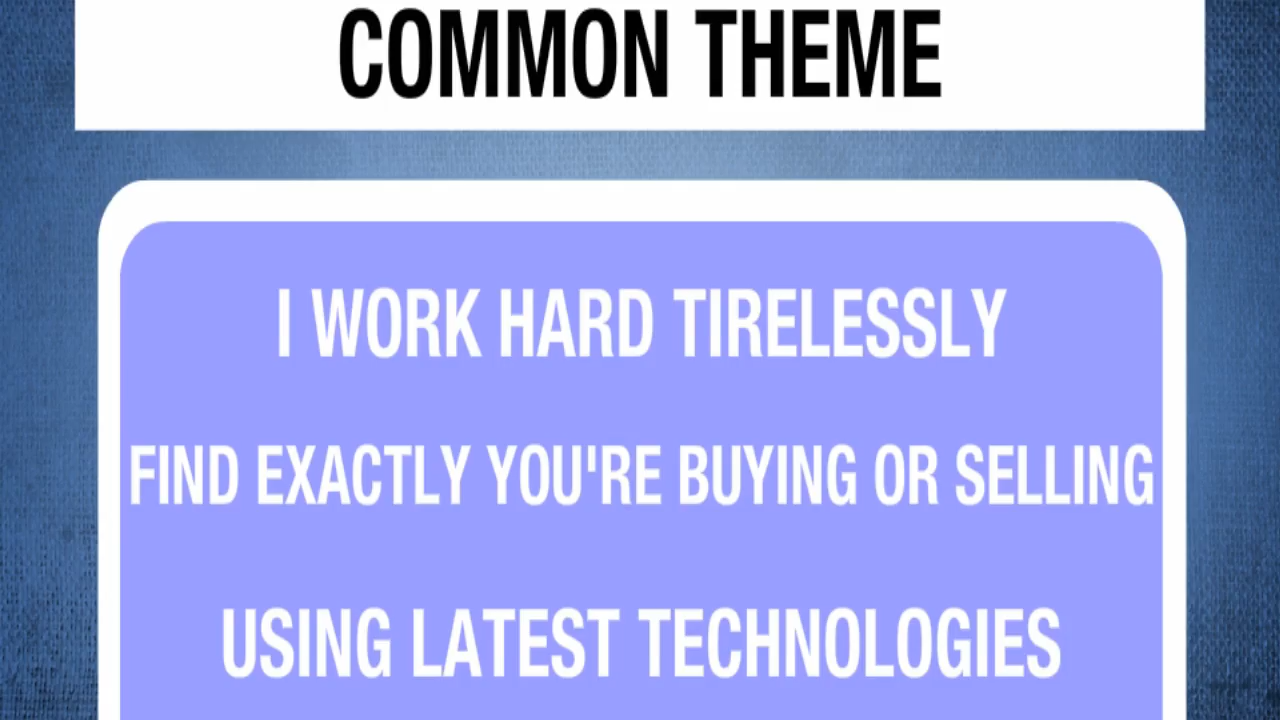 COMMON THEME
I WORK HARD TIRELESSLY
FIND EXACTLY YOU'RE BUYING OR SELLING
USING LATEST TECHNOLOGIES